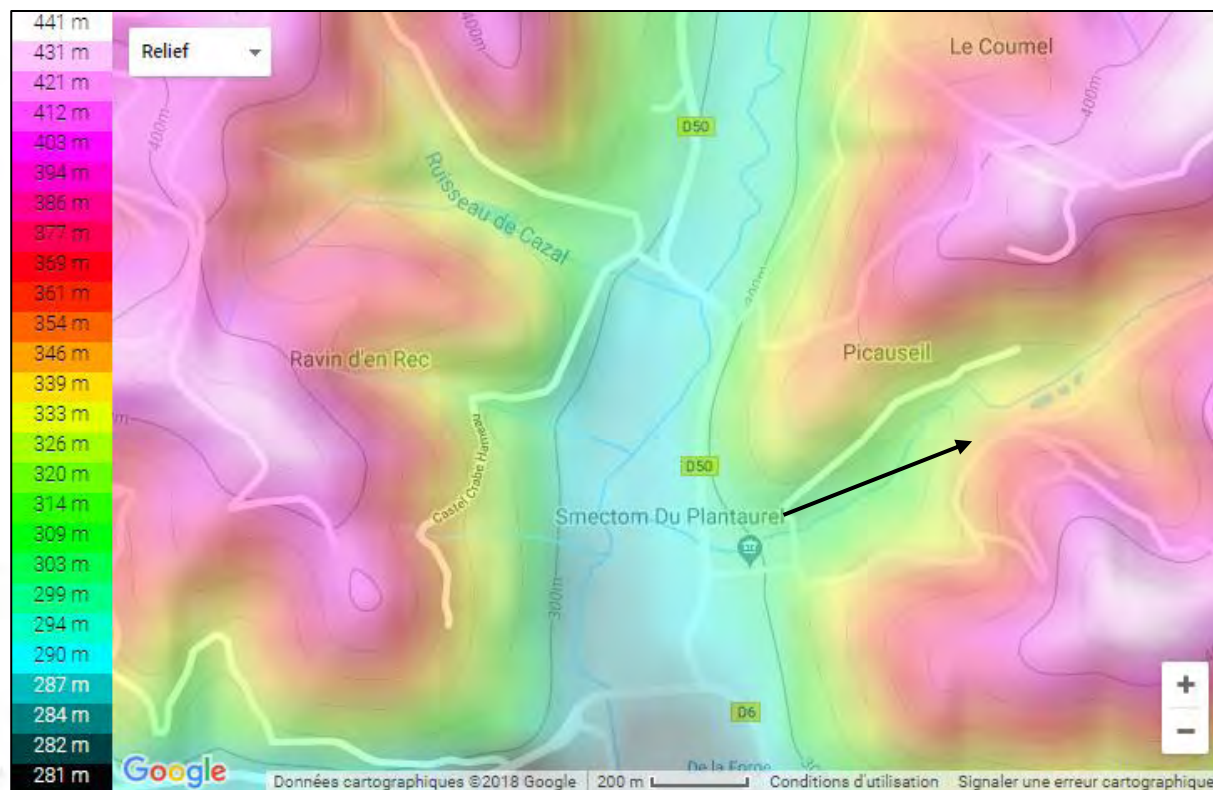 441 m
431 m
421 m
412 m
403 m
394 m
386 m
377 m
369 m
361 m
354 m
346 m
339 m
333 m
326 m
320 m
314 m
309 m
303 m
299 m
294 m
290 m
287 m
284 m
282 m
281 m
Relief
400m
400m
Le Coumel
400m
D50
Ruisseau de Cazal
300m
Ravin d'en Rec
Picauseil
Castel Crabe Hameau
D50
Smectom Du Plantaurel
300m
+
−
D6
De la Forge
Google
Données cartographiques ©2018 Google
200 m
Conditions d'utilisation
Signaler une erreur cartographique